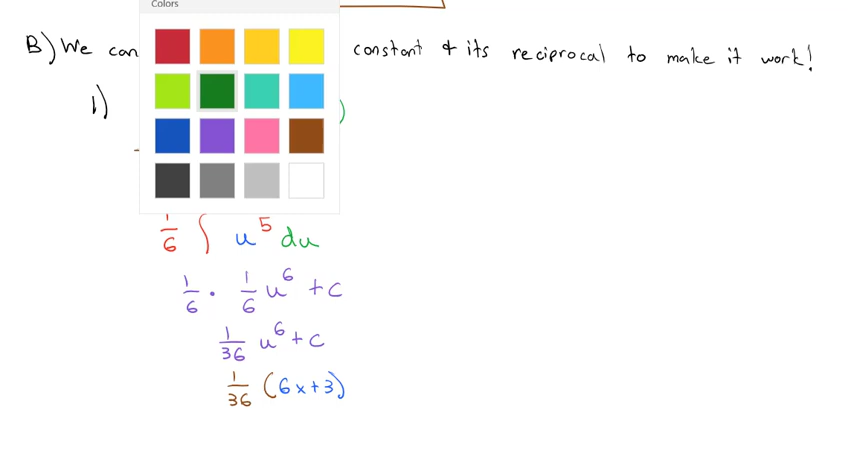 Colors
B) We can constant & its reciprocal to make it work!
1) )
1/6 ∫ u^5 du
1/6 · 1/6 u^6 + c
1/36 u^6 + c
1/36 (6x+3)